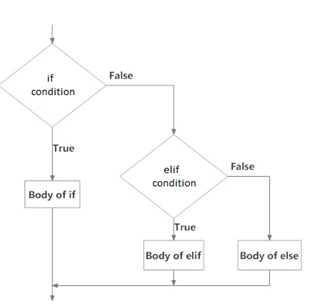 if
condition
False
True
Body of if
elif
condition
False
True
Body of elif
Body of else